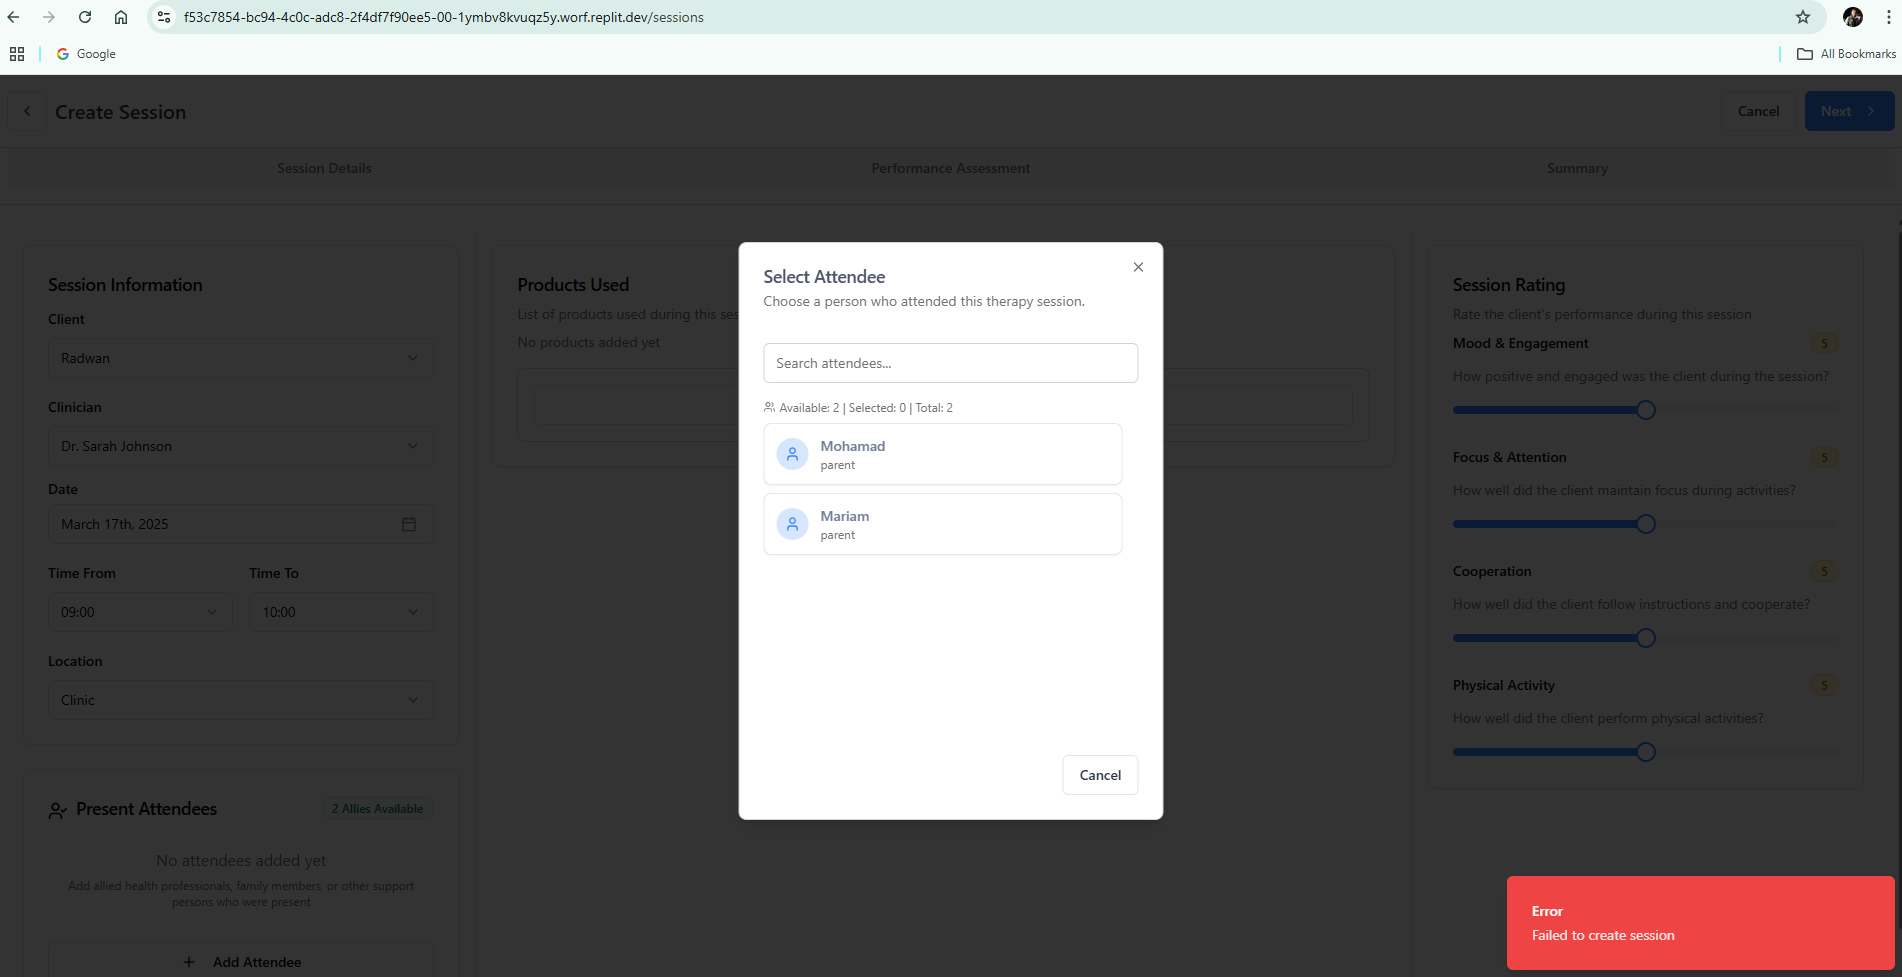 f53c7854-bc94-4c0c-adc8-2f4df7f90ee5-00-1ymbv8kvuqz5y.worf.replit.dev/sessions
Google
All Bookmarks
Create Session
Cancel
Next
Session Details
Performance Assessment
Summary
Session Information
Client
Radwan
Clinician
Dr. Sarah Johnson
Date
March 17th, 2025
Time From
Time To
09:00
10:00
Location
Clinic
Present Attendees
2 Allies Available
No attendees added yet
Add allied health professionals, family members, or other support
persons who were present
+ Add Attendee
Products Used
List of products used during this ses
No products added yet
Select Attendee
Choose a person who attended this therapy session.
Search attendees...
Available: 2 | Selected: 0 | Total: 2
Mohamad
parent
Mariam
parent
Cancel
Session Rating
Rate the client's performance during this session
Mood & Engagement
5
How positive and engaged was the client during the session?
Focus & Attention
5
How well did the client maintain focus during activities?
Cooperation
5
How well did the client follow instructions and cooperate?
Physical Activity
5
How well did the client perform physical activities?
Error
Failed to create session